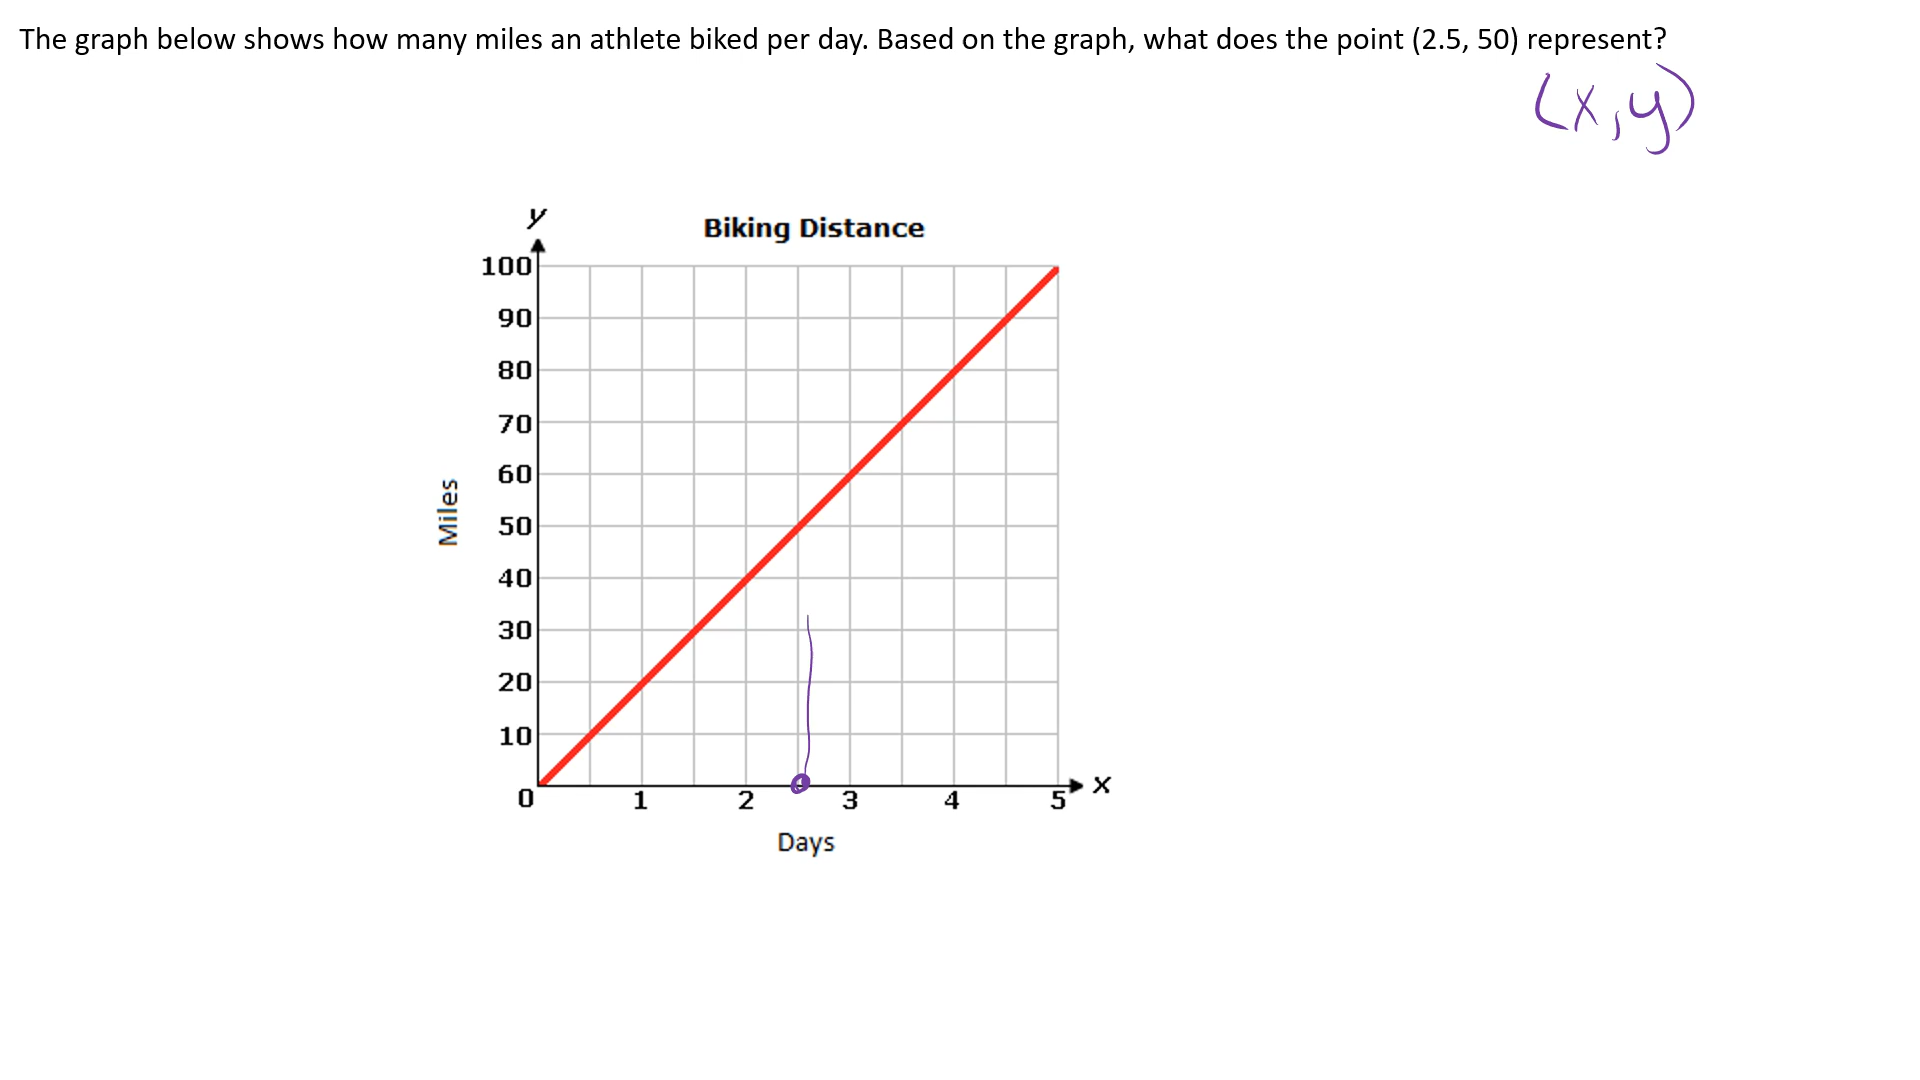 The graph below shows how many miles an athlete biked per day. Based on the graph, what does the point (2.5, 50) represent?
(x,y)
y
Biking Distance
100
90
80
70
60
50
40
30
20
10
Miles
0 1 2 3 4 5 x
Days